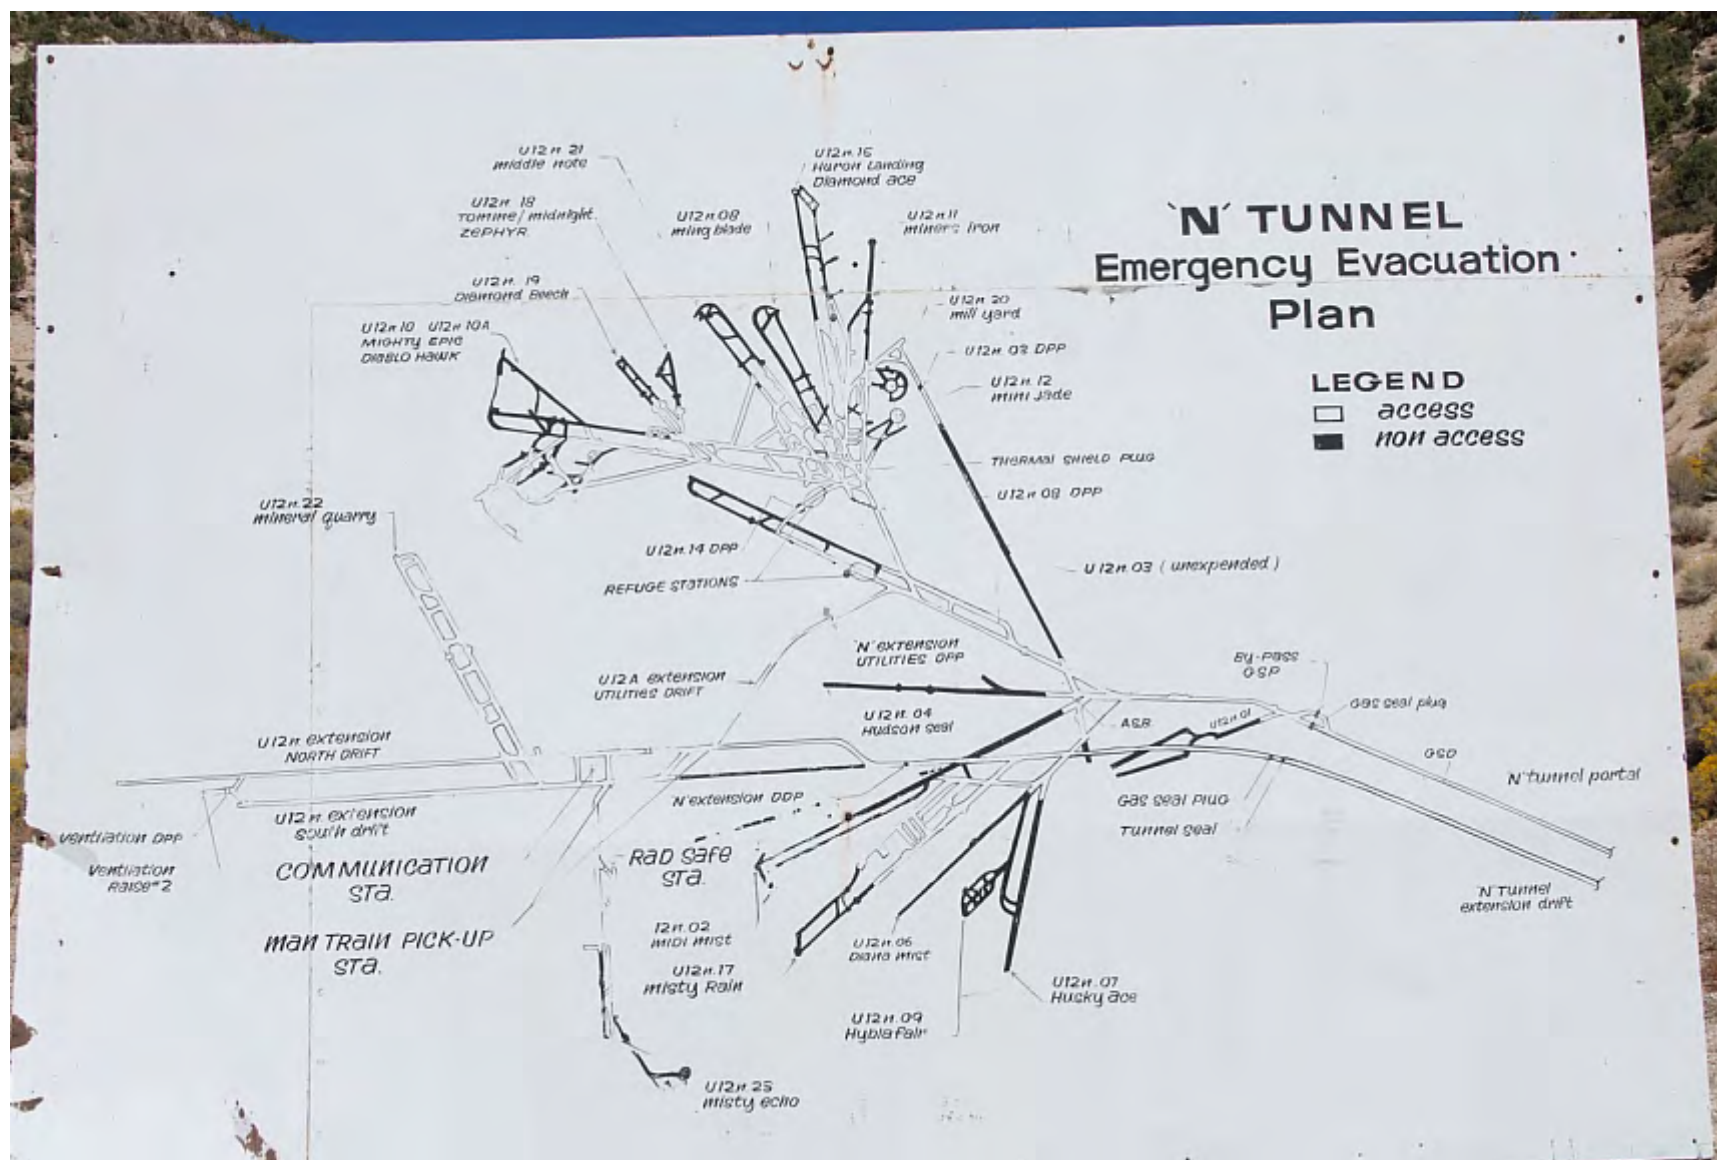 'N' TUNNEL
Emergency Evacuation
Plan
LEGEND
access
non access
U12n. 21
middle note
U12n. 16
Huron Landing
Diamond ace
U12n. 18
TOMME/midnight.
ZEPHYR.
U12n. 08
ming blade
U12n. 11
miners iron
U12n. 19
Diamond Beech
U12n. 20
mill yard
U12n 10 U12n 10A
MIGHTY EPIC
DIABLO HAWK
U12n. 03 DPP
U12n. 12
mini Jade
THERMAL SHIELD PLUG
U12n 08 DPP
U12n. 22
mineral quarry
U12n. 14 DPP
REFUGE STATIONS
U12n. 03 (unexpended)
'N' extension
UTILITIES DPP
U12A extension
UTILITIES DRIFT
By-Pass
GSP
Gas seal plug
U12n. 04
Hudson seal
A.S.R.
U12n 01
GSD
'N' tunnel portal
U12n. extension
NORTH DRIFT
U12n. extension
South drift
'N' extension DDP
Gas seal PLUG
Tunnel seal
Ventilation DPP
Ventilation
Raise #2
COMMUNICATION
STa.
RaD Safe
STa.
'N' Tunnel
extension drift
man TRain PICK-UP
STa.
12n. 02
MIDI mist
U12n. 06
Diana mist
U12n. 17
misty Rain
U12n. 07
Husky ace
U12n. 09
Hybla Fair
U12n. 25
misty echo